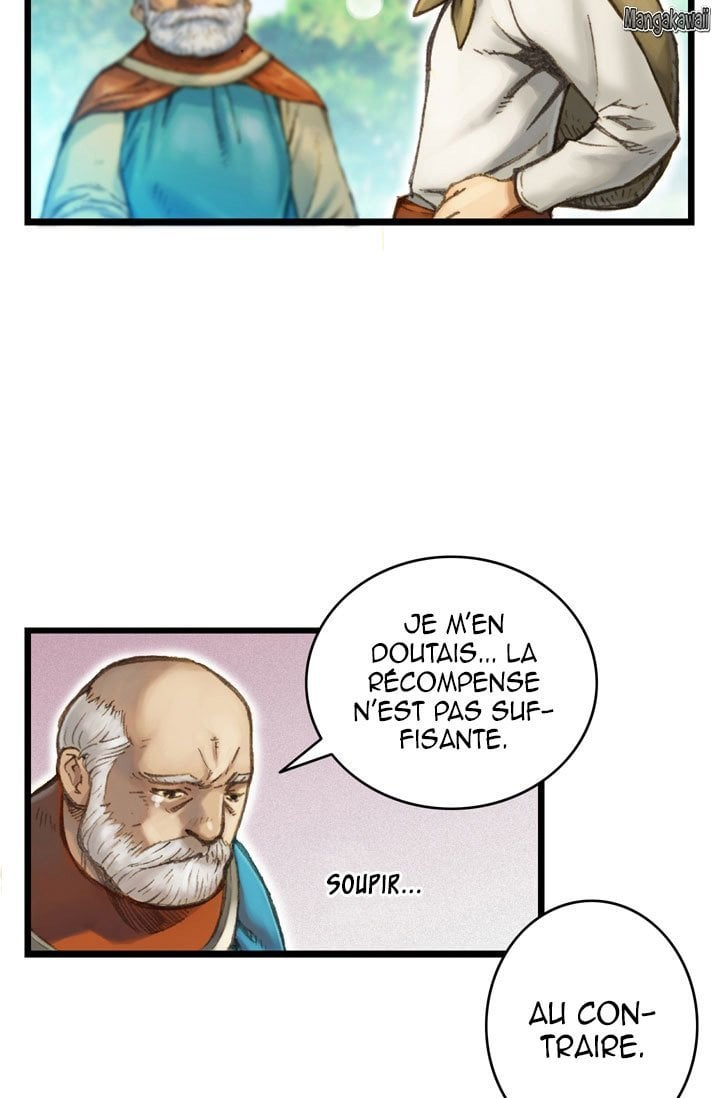 Mangakawaii
JE M'EN
DOUTAIS... LA
RÉCOMPENSE
N'EST PAS SUF-
FISANTE.
SOUPIR...
AU CON-
TRAIRE.